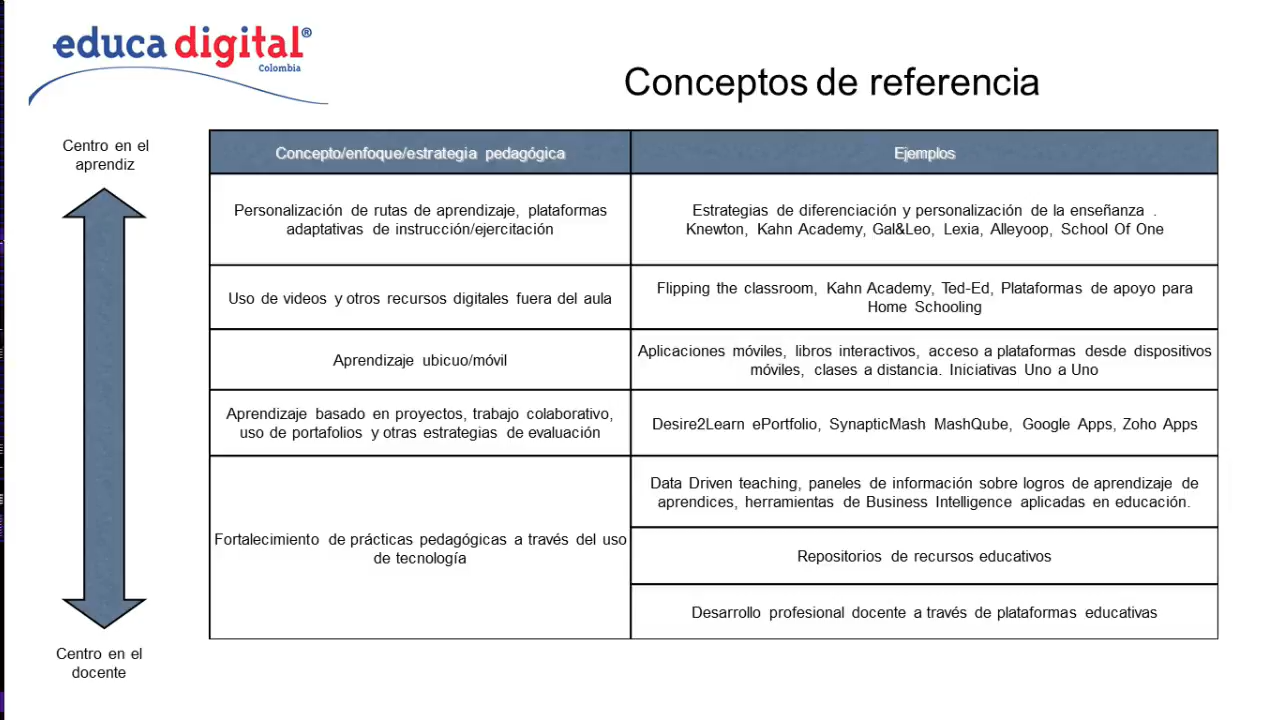 educa digital®
Colombia
Conceptos de referencia
Centro en el
aprendiz
Concepto/enfoque/estrategia pedagógica
Ejemplos
Personalización de rutas de aprendizaje, plataformas
adaptativas de instrucción/ejercitación
Estrategias de diferenciación y personalización de la enseñanza .
Knewton, Kahn Academy, Gal&Leo, Lexia, Alleyoop, School Of One
Uso de videos y otros recursos digitales fuera del aula
Flipping the classroom, Kahn Academy, Ted-Ed, Plataformas de apoyo para
Home Schooling
Aprendizaje ubicuo/móvil
Aplicaciones móviles, libros interactivos, acceso a plataformas desde dispositivos
móviles, clases a distancia. Iniciativas Uno a Uno
Aprendizaje basado en proyectos, trabajo colaborativo,
uso de portafolios y otras estrategias de evaluación
Desire2Learn ePortfolio, SynapticMash MashQube, Google Apps, Zoho Apps
Fortalecimiento de prácticas pedagógicas a través del uso
de tecnología
Data Driven teaching, paneles de información sobre logros de aprendizaje de
aprendices, herramientas de Business Intelligence aplicadas en educación.
Repositorios de recursos educativos
Desarrollo profesional docente a través de plataformas educativas
Centro en el
docente